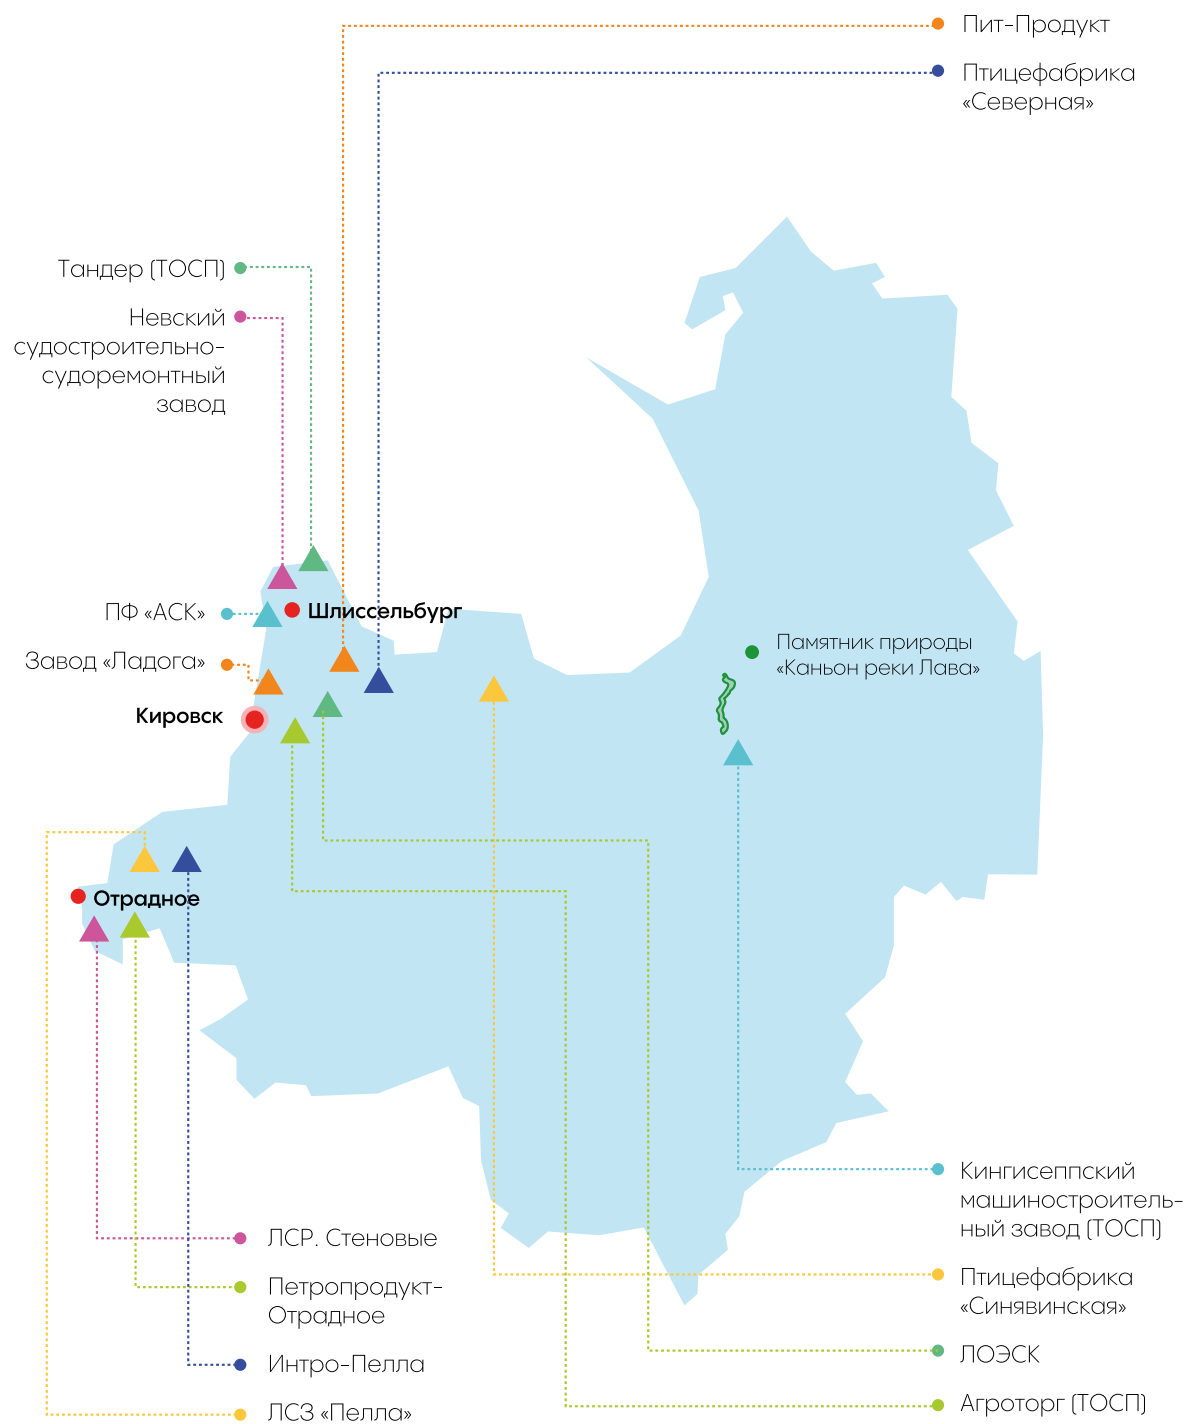 Пит-Продукт
Птицефабрика
«Северная»
Тандер (ТОСП)
Невский
судостроительно-
судоремонтный
завод
ПФ «АСК»
Шлиссельбург
Завод «Ладога»
Памятник природы
«Каньон реки Лава»
Кировск
Отрадное
Кингисеппский
машиностроитель-
ный завод (ТОСП)
ЛСР. Стеновые
Птицефабрика
«Синявинская»
Петропродукт-
Отрадное
ЛОЭСК
Интро-Пелла
Агроторг (ТОСП)
ЛСЗ «Пелла»